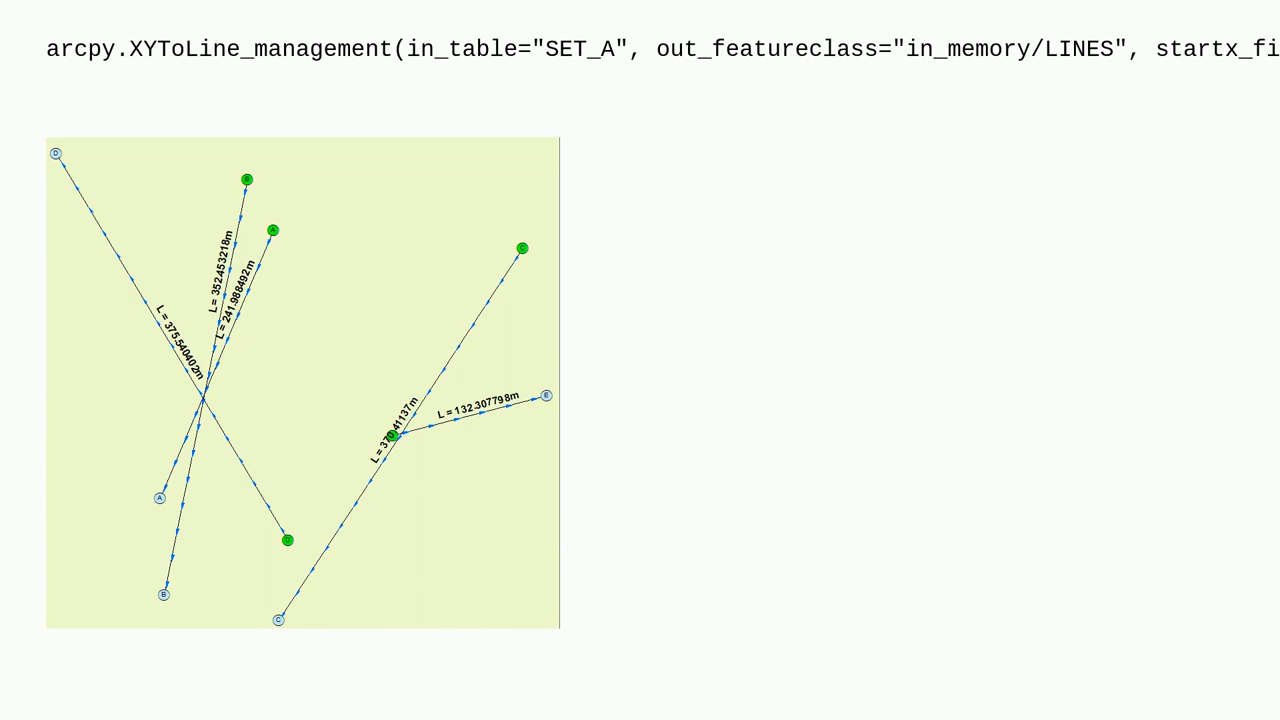 arcpy.XYToLine_management(in_table="SET_A", out_featureclass="in_memory/LINES", startx_fi
D
B
A
C
L = 352.453218m
L = 241.988492m
L = 375.540402m
L = 132.307798m
E
A
D
B
C